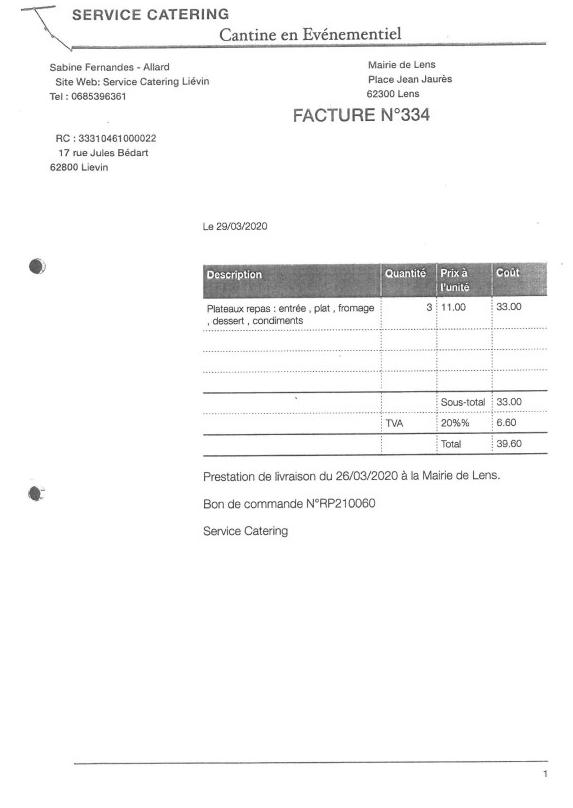 SERVICE CATERING
Cantine en Evénementiel
Sabine Fernandes - Allard
Site Web: Service Catering Liévin
Tel : 0685396361
Mairie de Lens
Place Jean Jaurès
62300 Lens
FACTURE N°334
RC : 33310461000022
17 rue Jules Bédart
62800 Lievin
Le 29/03/2020
Description Quantité Prix à l'unité Coût
Plateaux repas : entrée , plat , fromage 3 11.00 33.00
, dessert , condiments
Sous-total 33.00
TVA 20%% 6.60
Total 39.60
Prestation de livraison du 26/03/2020 à la Mairie de Lens.
Bon de commande N°RP210060
Service Catering
1